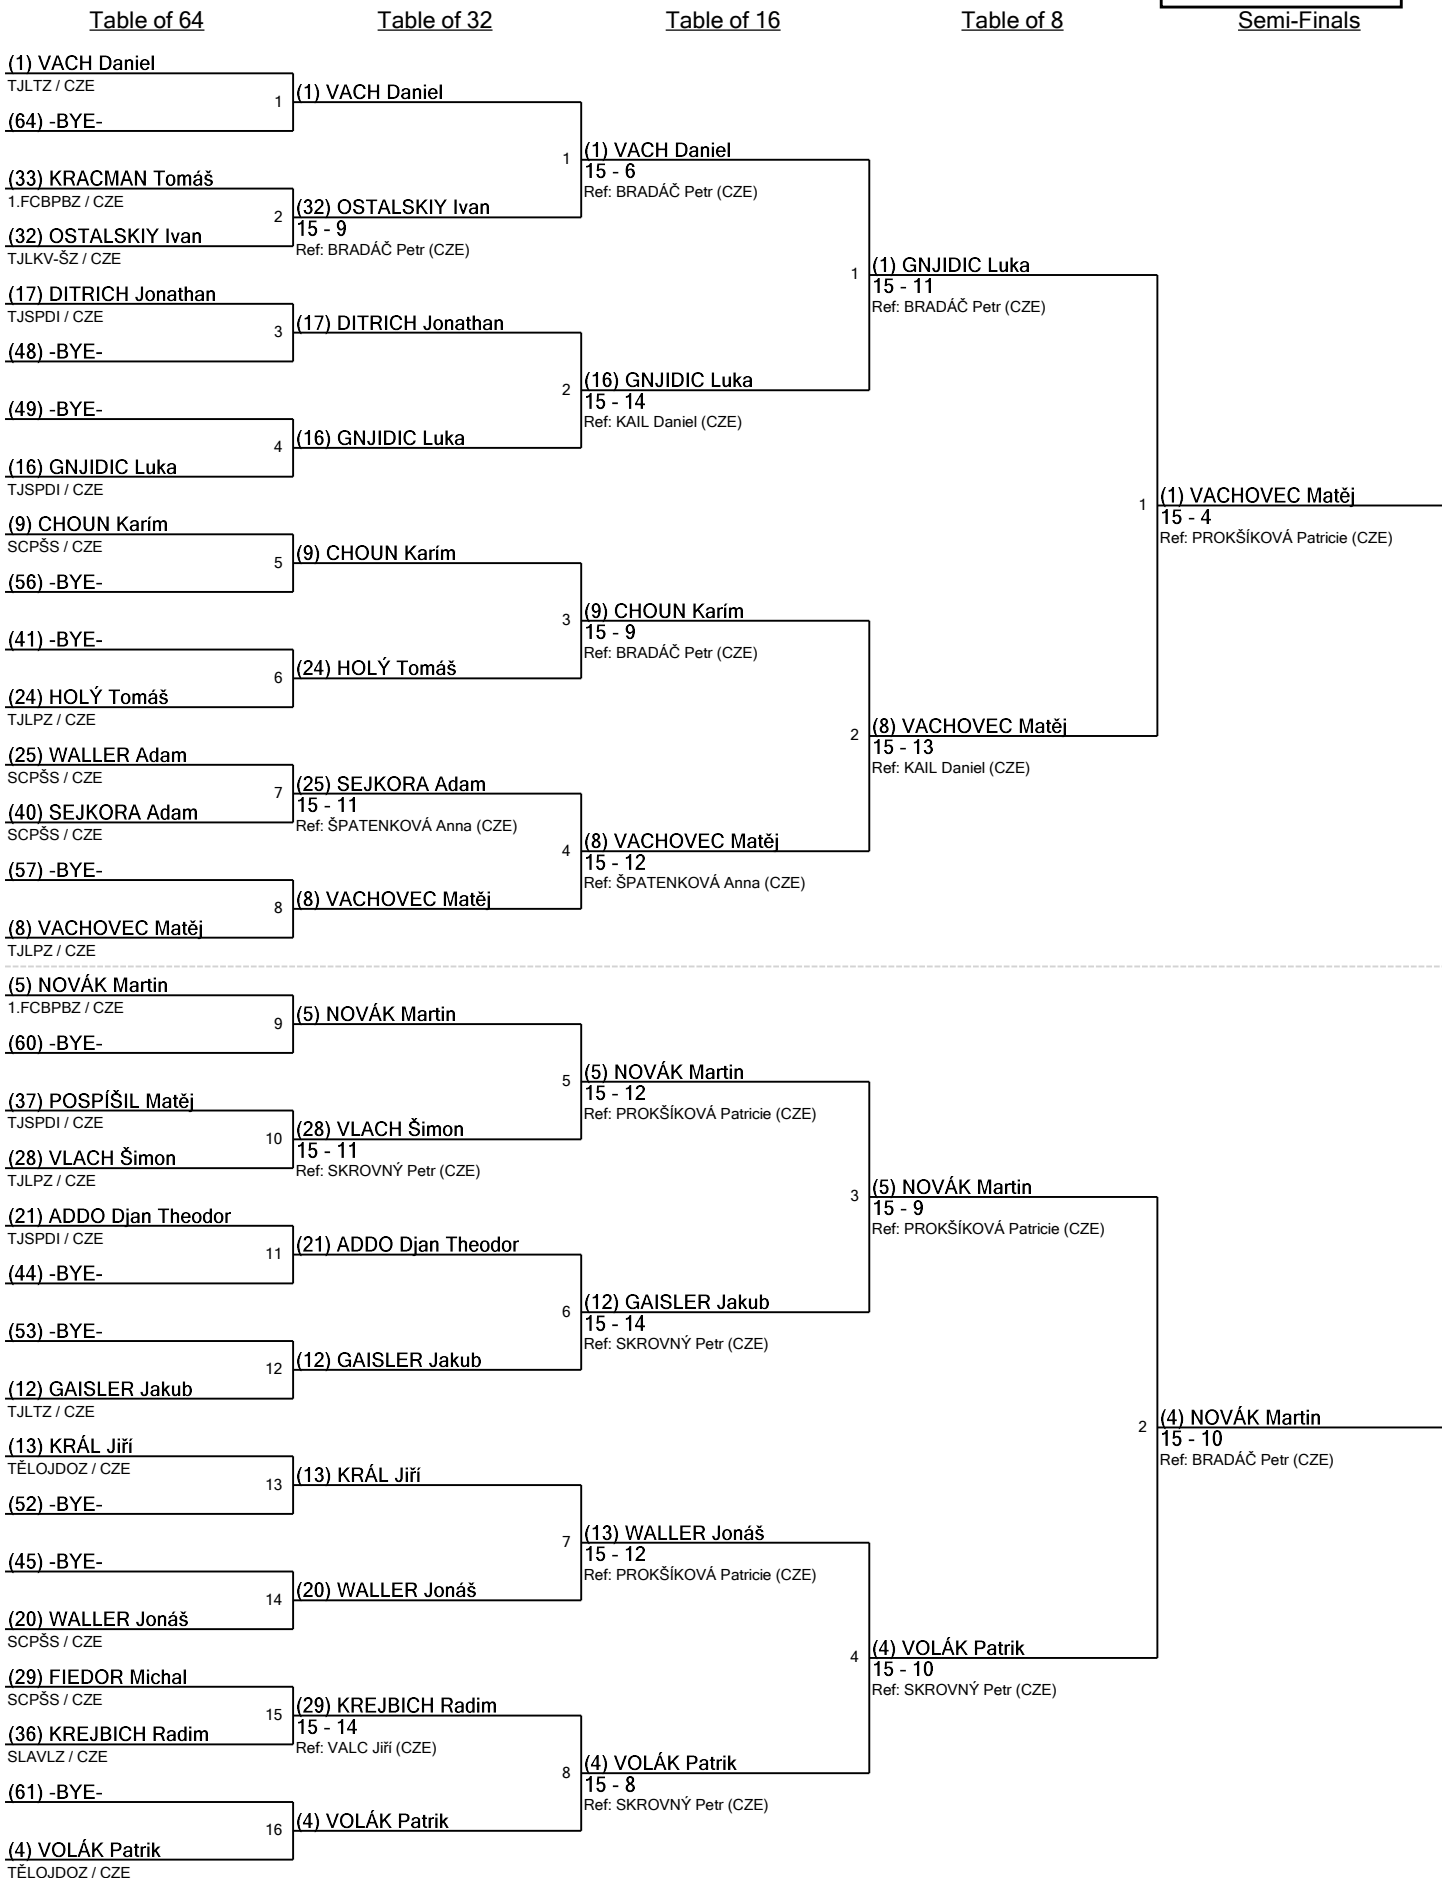 Table of 64
Table of 32
Table of 16
Table of 8
Semi-Finals
(1) VACH Daniel
TJLTZ / CZE
(64) -BYE-
(33) KRACMAN Tomáš
1.FCBPBZ / CZE
(32) OSTALSKIY Ivan
TJLKV-ŠZ / CZE
(17) DITRICH Jonathan
TJSPDI / CZE
(48) -BYE-
(49) -BYE-
(16) GNJIDIC Luka
TJSPDI / CZE
(9) CHOUN Karím
SCPŠS / CZE
(56) -BYE-
(41) -BYE-
(24) HOLÝ Tomáš
TJLPZ / CZE
(25) WALLER Adam
SCPŠS / CZE
(40) SEJKORA Adam
SCPŠS / CZE
(57) -BYE-
(8) VACHOVEC Matěj
TJLPZ / CZE
(5) NOVÁK Martin
1.FCBPBZ / CZE
(60) -BYE-
(37) POSPÍŠIL Matěj
TJSPDI / CZE
(28) VLACH Šimon
TJLPZ / CZE
(21) ADDO Djan Theodor
TJSPDI / CZE
(44) -BYE-
(53) -BYE-
(12) GAISLER Jakub
TJLTZ / CZE
(13) KRÁL Jiří
TĚLOJDOZ / CZE
(52) -BYE-
(45) -BYE-
(20) WALLER Jonáš
SCPŠS / CZE
(29) FIEDOR Michal
SCPŠS / CZE
(36) KREJBICH Radim
SLAVLZ / CZE
(61) -BYE-
(4) VOLÁK Patrik
TĚLOJDOZ / CZE
1 (1) VACH Daniel
2 (32) OSTALSKIY Ivan
15 - 9
Ref: BRADÁČ Petr (CZE)
3 (17) DITRICH Jonathan
4 (16) GNJIDIC Luka
5 (9) CHOUN Karím
6 (24) HOLÝ Tomáš
7 (25) SEJKORA Adam
15 - 11
Ref: ŠPATENKOVÁ Anna (CZE)
8 (8) VACHOVEC Matěj
9 (5) NOVÁK Martin
10 (28) VLACH Šimon
15 - 11
Ref: SKROVNÝ Petr (CZE)
11 (21) ADDO Djan Theodor
12 (12) GAISLER Jakub
13 (13) KRÁL Jiří
14 (20) WALLER Jonáš
15 (29) KREJBICH Radim
15 - 14
Ref: VALC Jiří (CZE)
16 (4) VOLÁK Patrik
1 (1) VACH Daniel
15 - 6
Ref: BRADÁČ Petr (CZE)
2 (16) GNJIDIC Luka
15 - 14
Ref: KAIL Daniel (CZE)
3 (9) CHOUN Karím
15 - 9
Ref: BRADÁČ Petr (CZE)
4 (8) VACHOVEC Matěj
15 - 12
Ref: ŠPATENKOVÁ Anna (CZE)
5 (5) NOVÁK Martin
15 - 12
Ref: PROKŠÍKOVÁ Patricie (CZE)
6 (12) GAISLER Jakub
15 - 14
Ref: SKROVNÝ Petr (CZE)
7 (13) WALLER Jonáš
15 - 12
Ref: PROKŠÍKOVÁ Patricie (CZE)
8 (4) VOLÁK Patrik
15 - 8
Ref: SKROVNÝ Petr (CZE)
1 (1) GNJIDIC Luka
15 - 11
Ref: BRADÁČ Petr (CZE)
2 (8) VACHOVEC Matěj
15 - 13
Ref: KAIL Daniel (CZE)
3 (5) NOVÁK Martin
15 - 9
Ref: PROKŠÍKOVÁ Patricie (CZE)
4 (4) VOLÁK Patrik
15 - 10
Ref: SKROVNÝ Petr (CZE)
1 (1) VACHOVEC Matěj
15 - 4
Ref: PROKŠÍKOVÁ Patricie (CZE)
2 (4) NOVÁK Martin
15 - 10
Ref: BRADÁČ Petr (CZE)